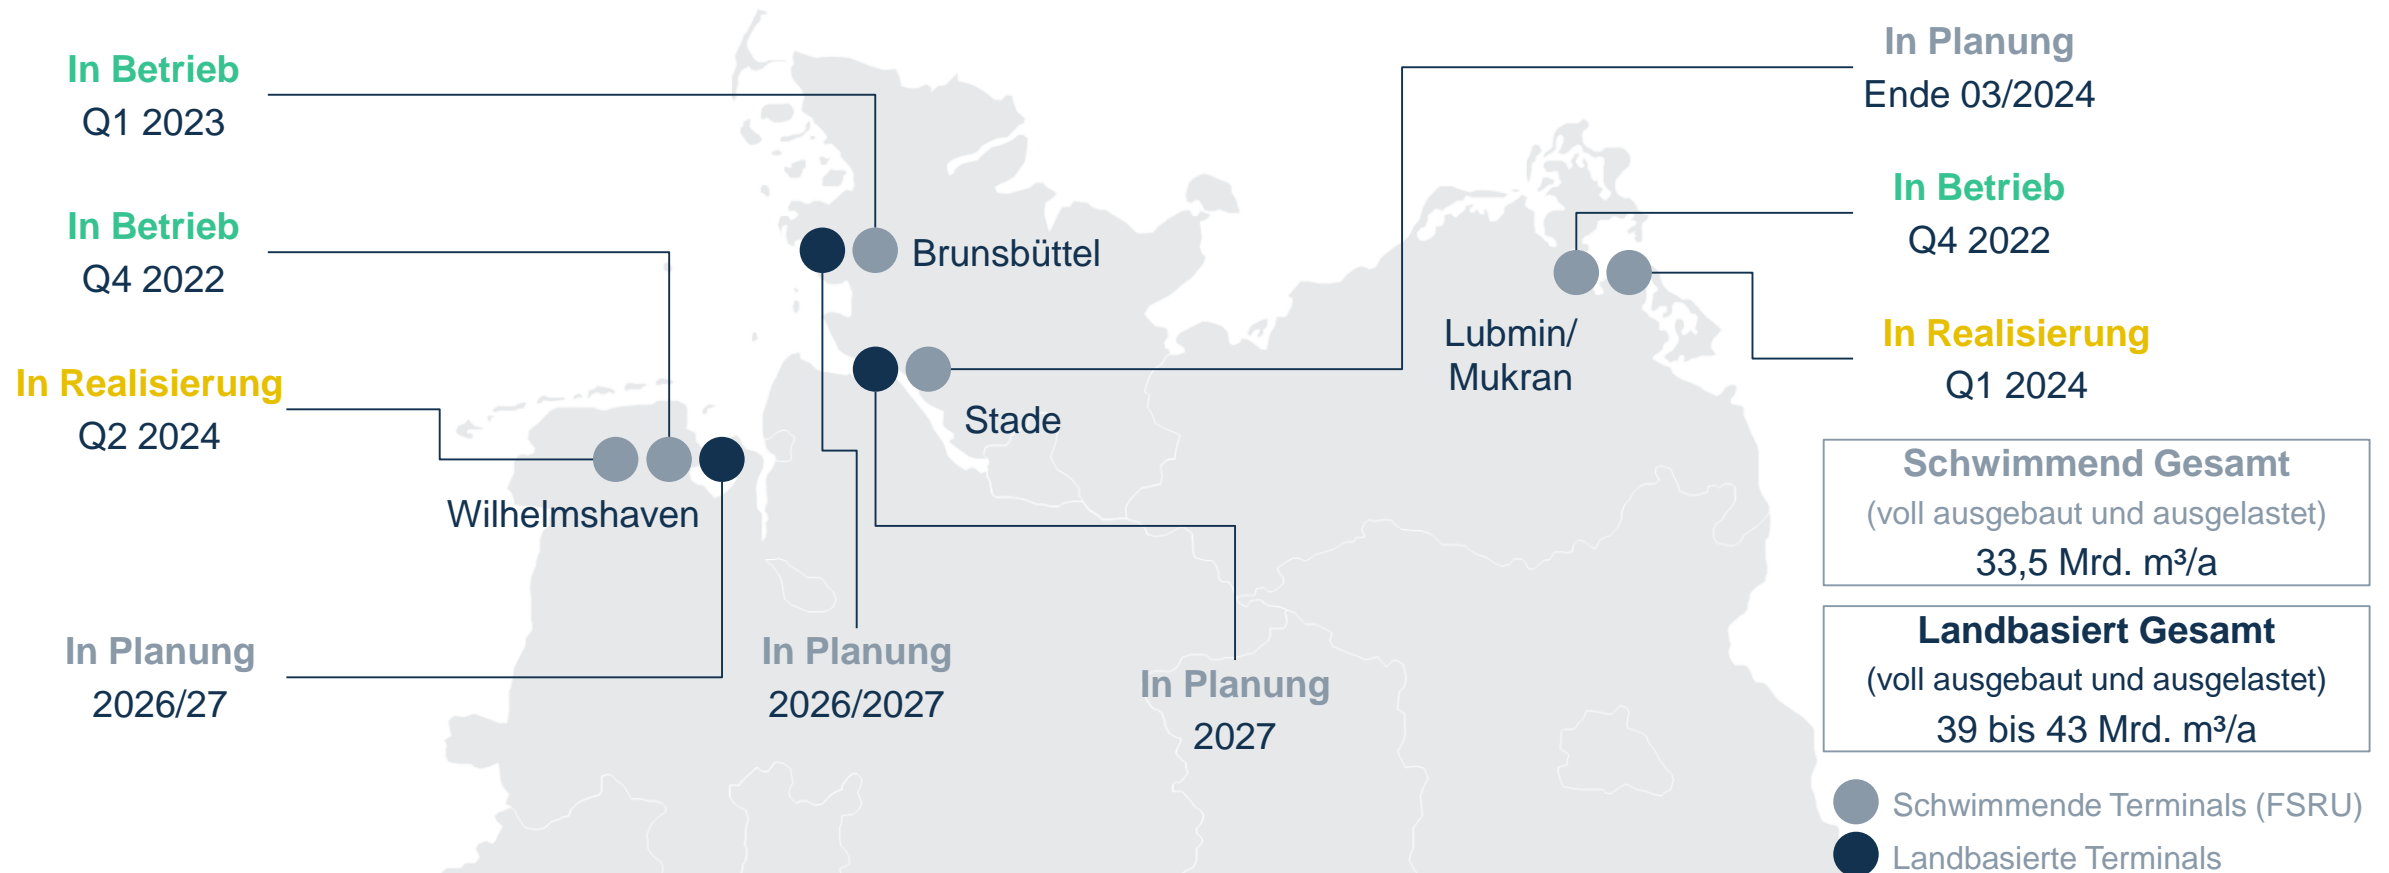 In Betrieb
Q1 2023
In Betrieb
Q4 2022
In Realisierung
Q2 2024
In Planung
2026/27
Brunsbüttel
Stade
Wilhelmshaven
In Planung
2026/2027
In Planung
2027
Lubmin/
Mukran
In Planung
Ende 03/2024
In Betrieb
Q4 2022
In Realisierung
Q1 2024
Schwimmend Gesamt
(voll ausgebaut und ausgelastet)
33,5 Mrd. m³/a
Landbasiert Gesamt
(voll ausgebaut und ausgelastet)
39 bis 43 Mrd. m³/a
Schwimmende Terminals (FSRU)
Landbasierte Terminals